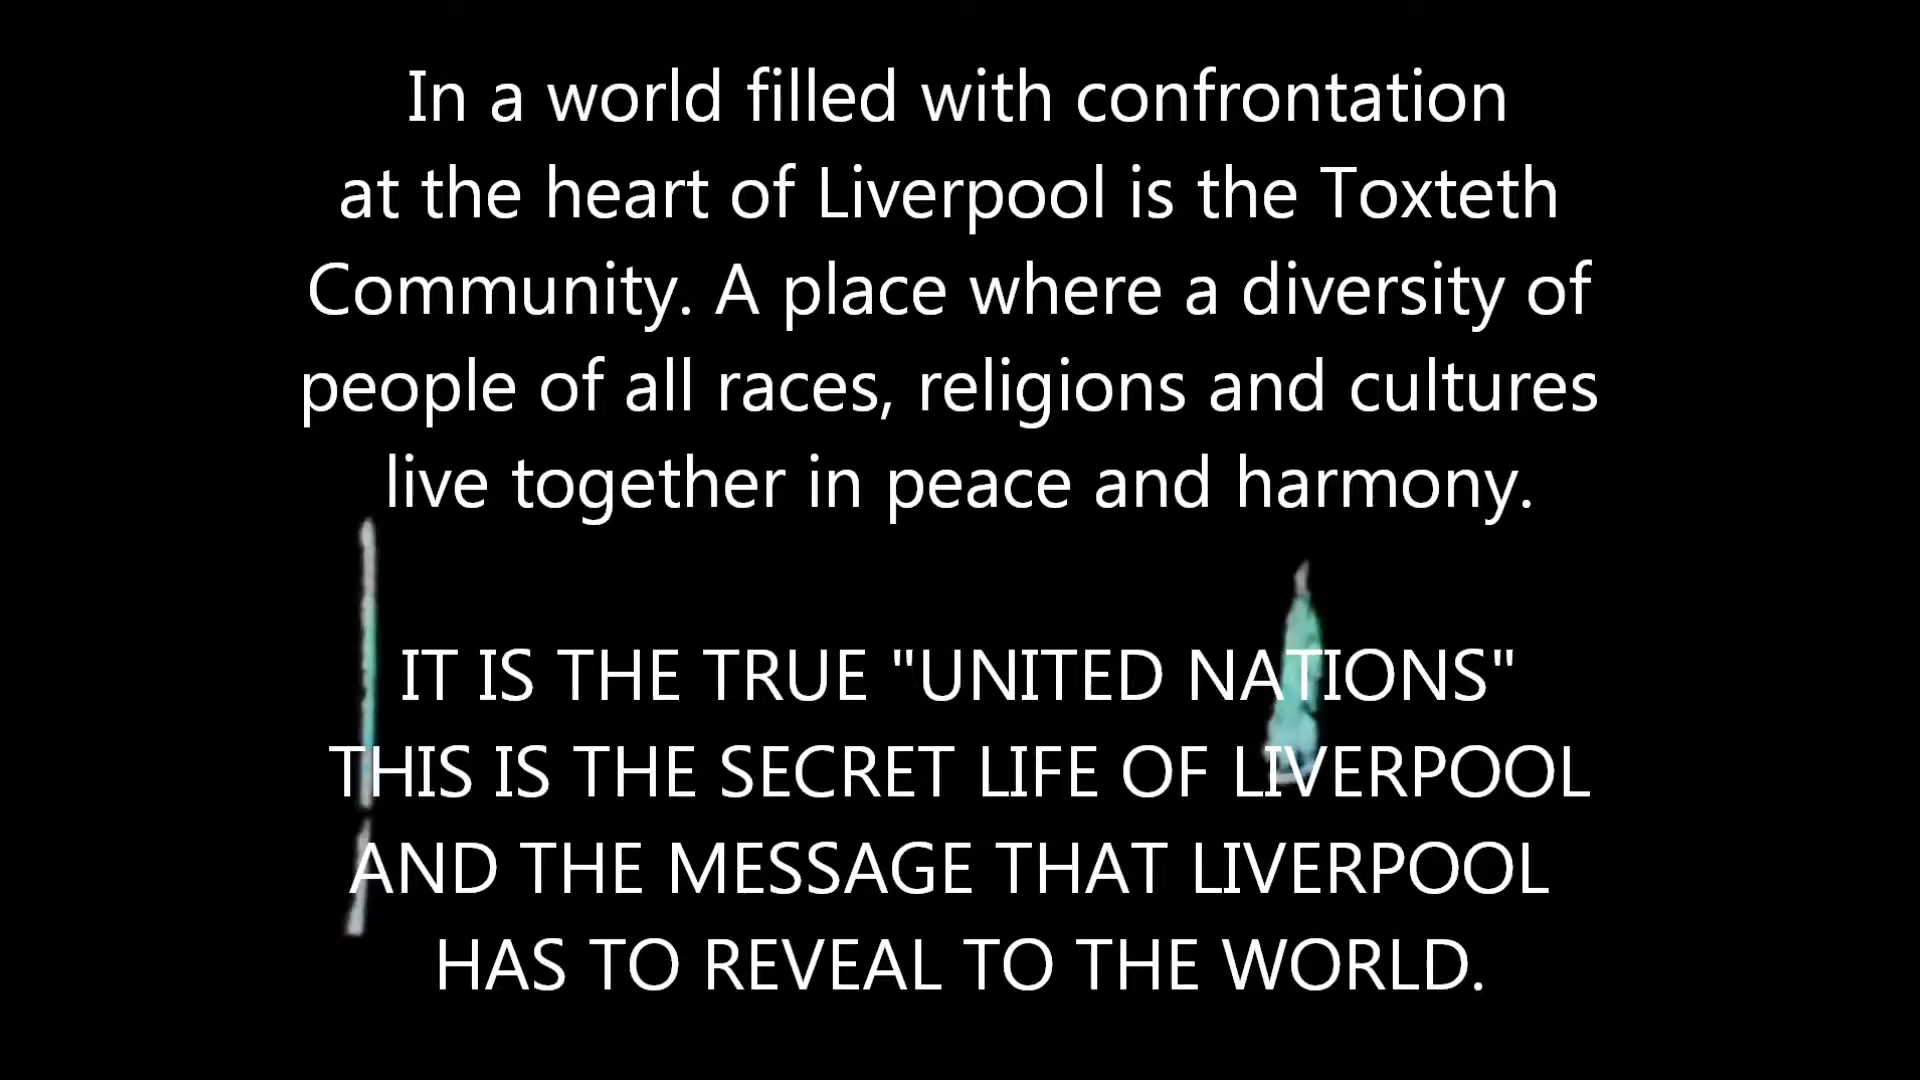 In a world filled with confrontation
at the heart of Liverpool is the Toxteth
Community. A place where a diversity of
people of all races, religions and cultures
live together in peace and harmony.
IT IS THE TRUE "UNITED NATIONS"
THIS IS THE SECRET LIFE OF LIVERPOOL
AND THE MESSAGE THAT LIVERPOOL
HAS TO REVEAL TO THE WORLD.